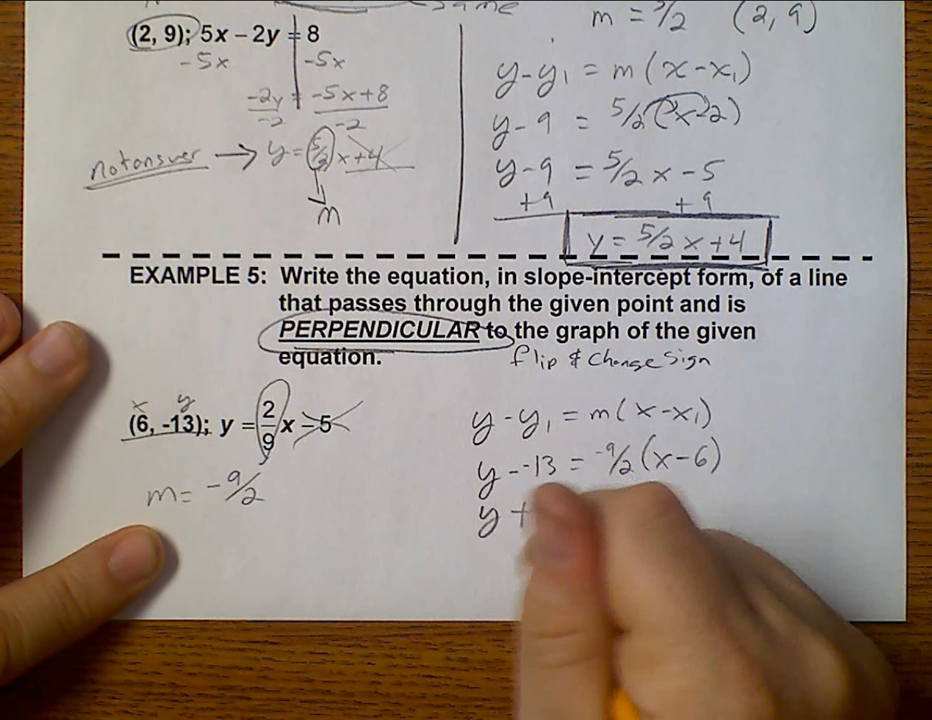 same
m = 5/2 (2, 9)
(2, 9); 5x – 2y = 8
-5x -5x
-2y = -5x+8
-2 -2
not answer → y = 5/2 x+4
m
y-y₁ = m(x-x₁)
y-9 = 5/2(x-2)
y-9 = 5/2 x -5
+9 +9
y = 5/2 x +4
EXAMPLE 5: Write the equation, in slope-intercept form, of a line
that passes through the given point and is
PERPENDICULAR to the graph of the given
equation.
flip & change sign
x y
(6, -13); y = 2/9 x – 5
m = -9/2
y-y₁ = m(x-x₁)
y--13 = -9/2(x-6)
y +